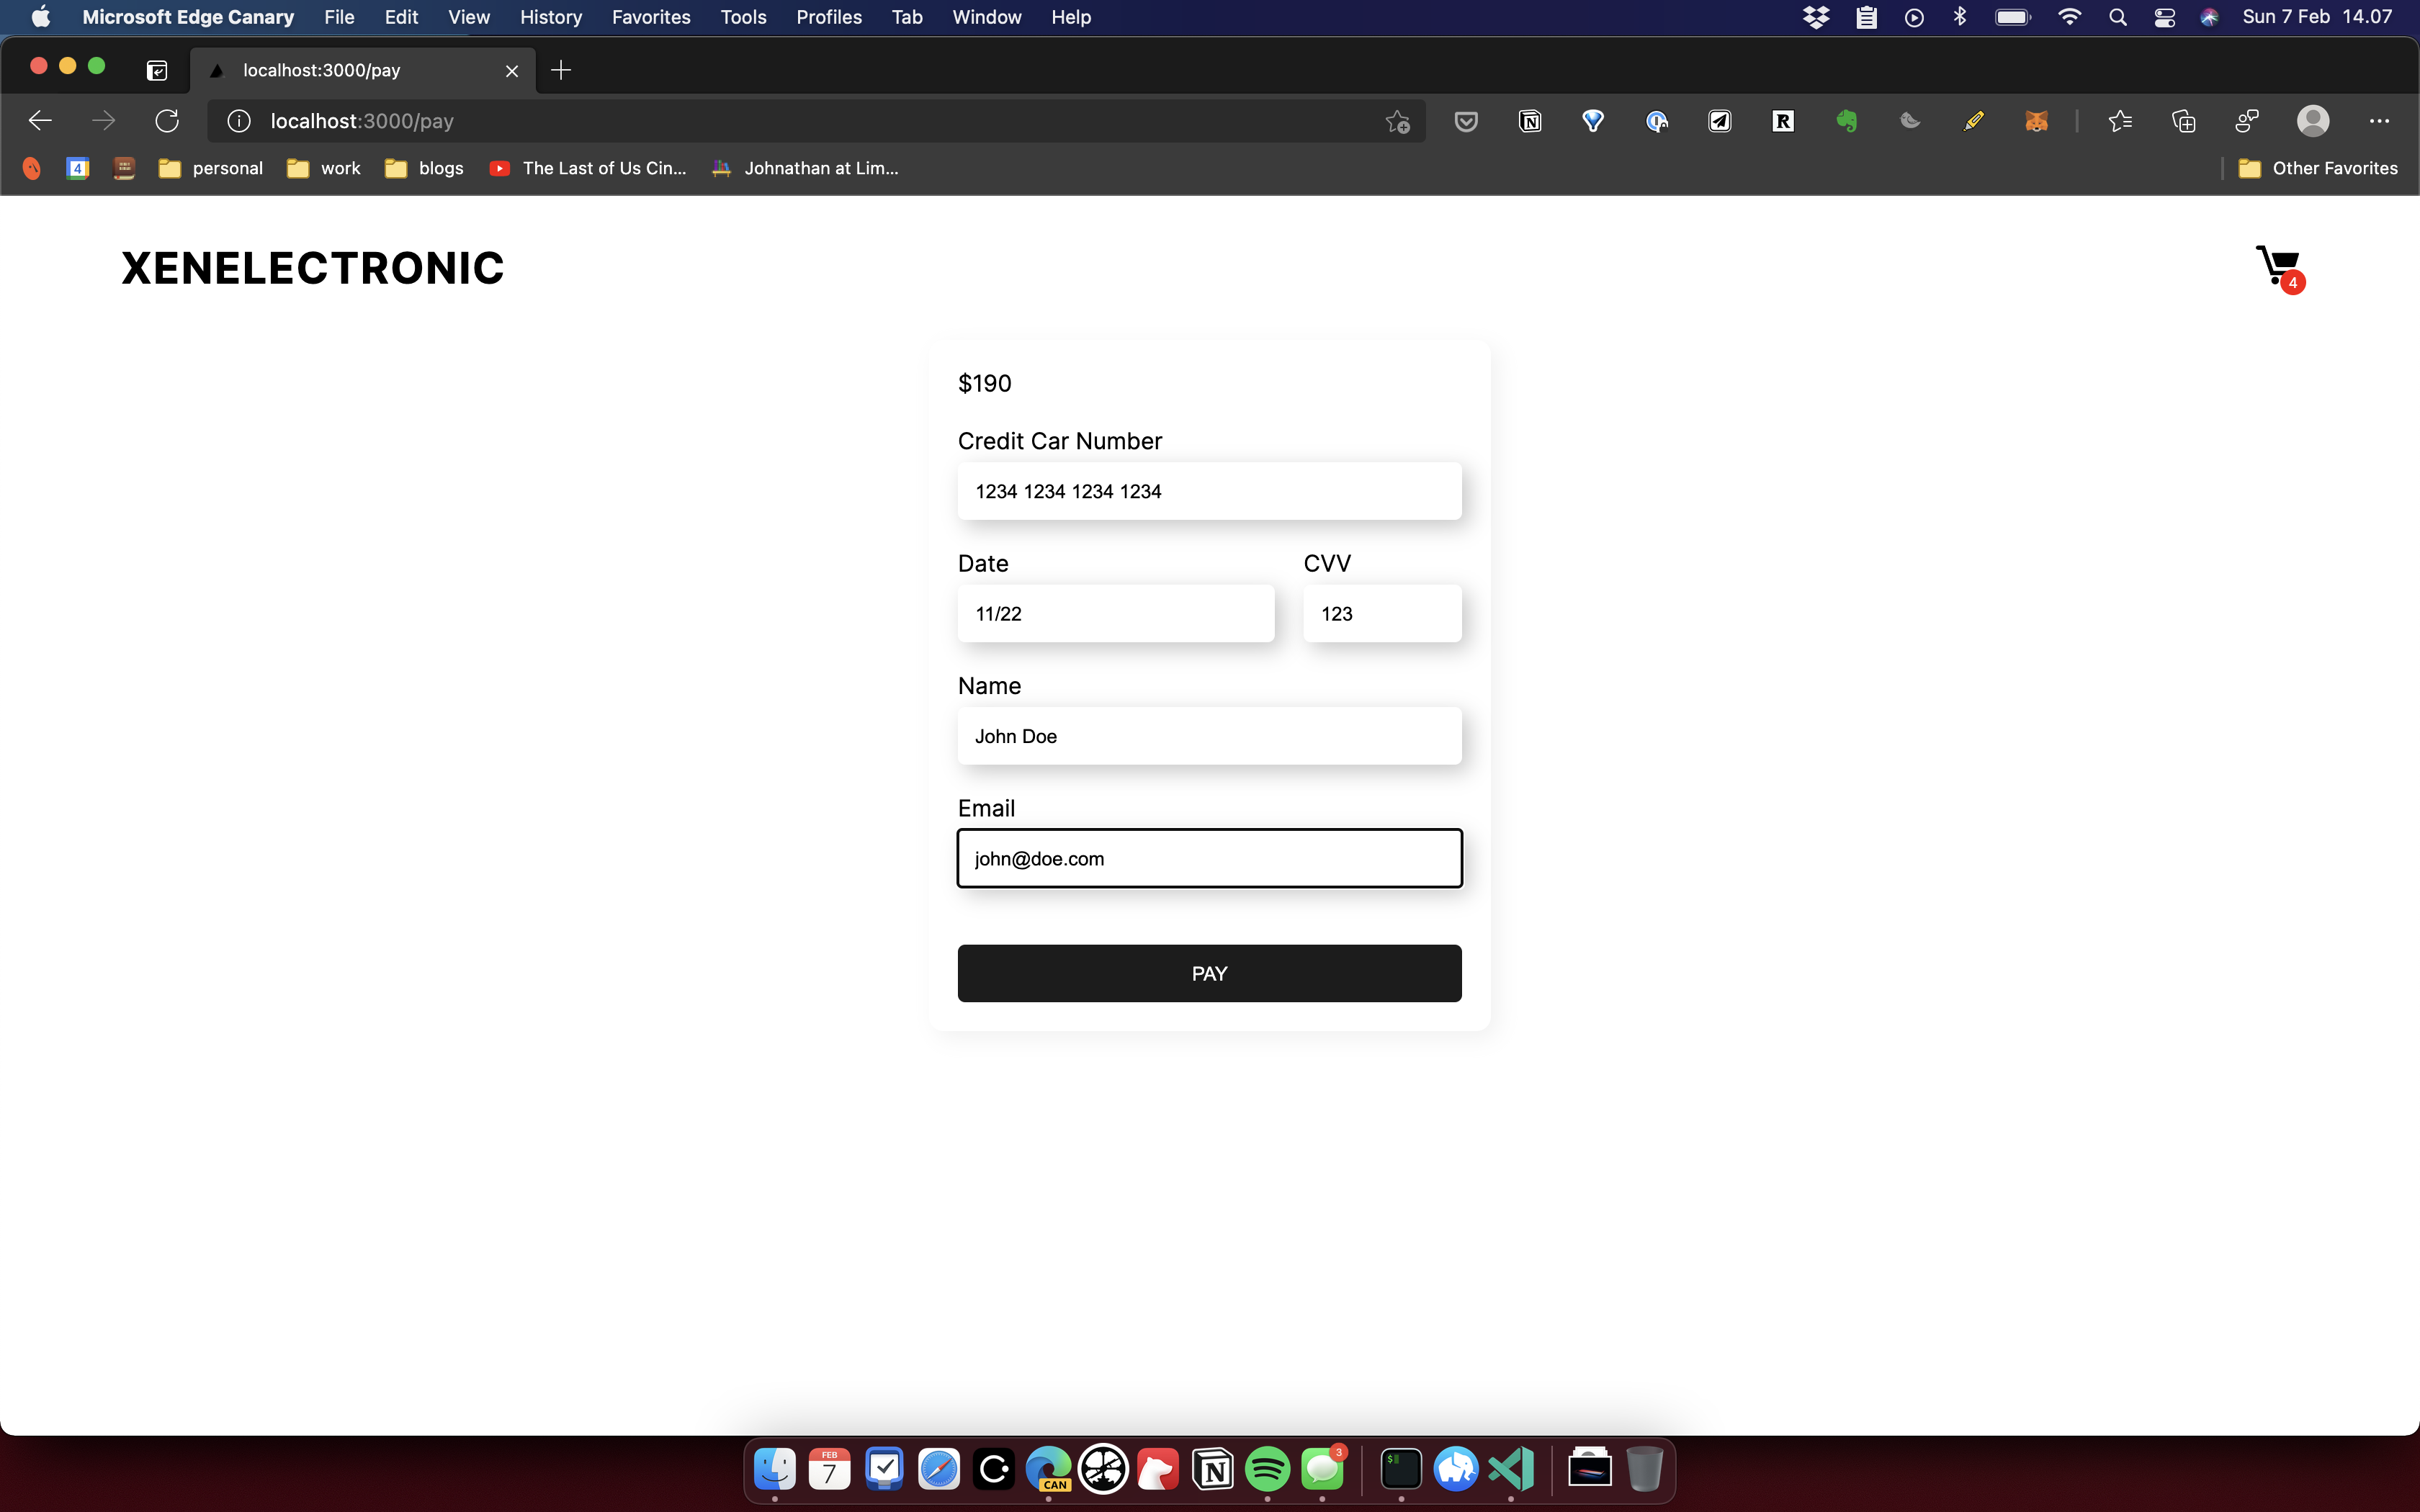 Microsoft Edge Canary File Edit View History Favorites Tools Profiles Tab Window Help Sun 7 Feb 14.07
localhost:3000/pay
localhost:3000/pay
4 personal work blogs The Last of Us Cin... Johnathan at Lim... Other Favorites
XENELECTRONIC
4
$190
Credit Car Number
1234 1234 1234 1234
Date CVV
11/22 123
Name
John Doe
Email
john@doe.com
PAY
FEB
7
CAN
3